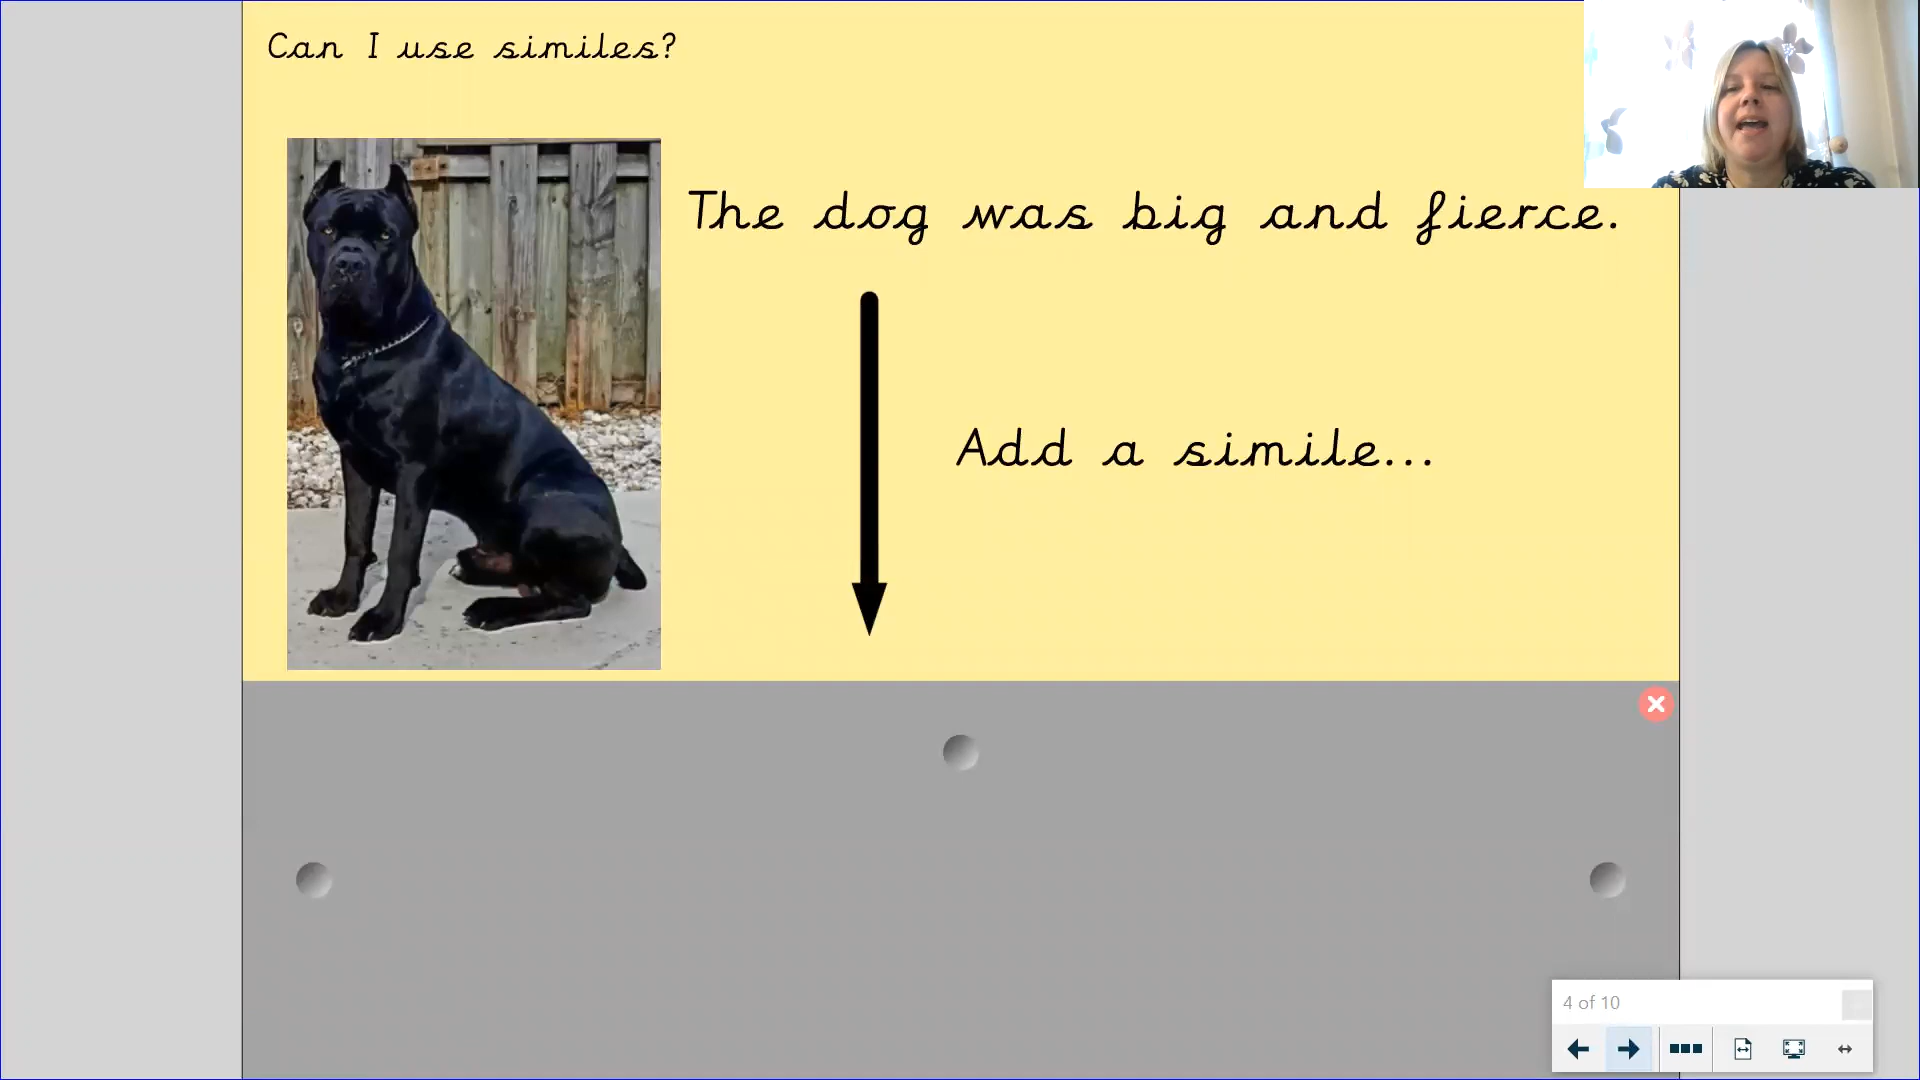 Can I use similes?
The dog was big and fierce.
Add a simile...
4 of 10